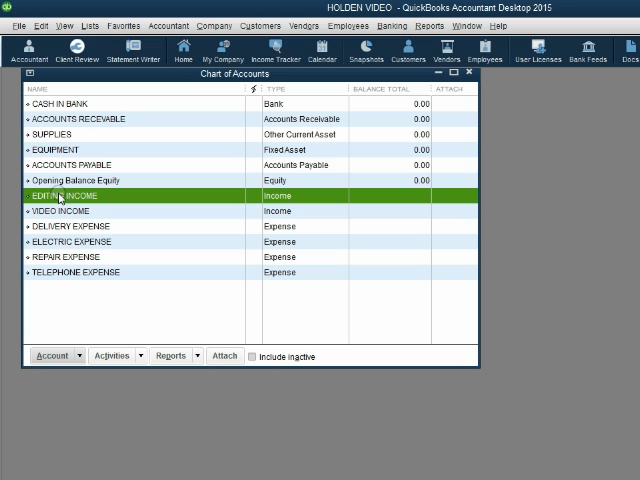 HOLDEN VIDEO - QuickBooks Accountant Desktop 2015
File Edit View Lists Favorites Accountant Company Customers Vendors Employees Banking Reports Window Help
Accountant Client Review Statement Writer Home My Company Income Tracker Calendar Snapshots Customers Vendors Employees User Licenses Bank Feeds Docs
Chart of Accounts
NAME TYPE BALANCE TOTAL ATTACH
CASH IN BANK Bank 0.00
ACCOUNTS RECEVABLE Accounts Receivable 0.00
SUPPLIES Other Current Asset 0.00
EQUIPMENT Fixed Asset 0.00
ACCOUNTS PAYABLE Accounts Payable 0.00
Opening Balance Equity Equity 0.00
EDITING INCOME Income
VIDEO INCOME Income
DELIVERY EXPENSE Expense
ELECTRIC EXPENSE Expense
REPAIR EXPENSE Expense
TELEPHONE EXPENSE Expense
Account Activities Reports Attach Include inactive